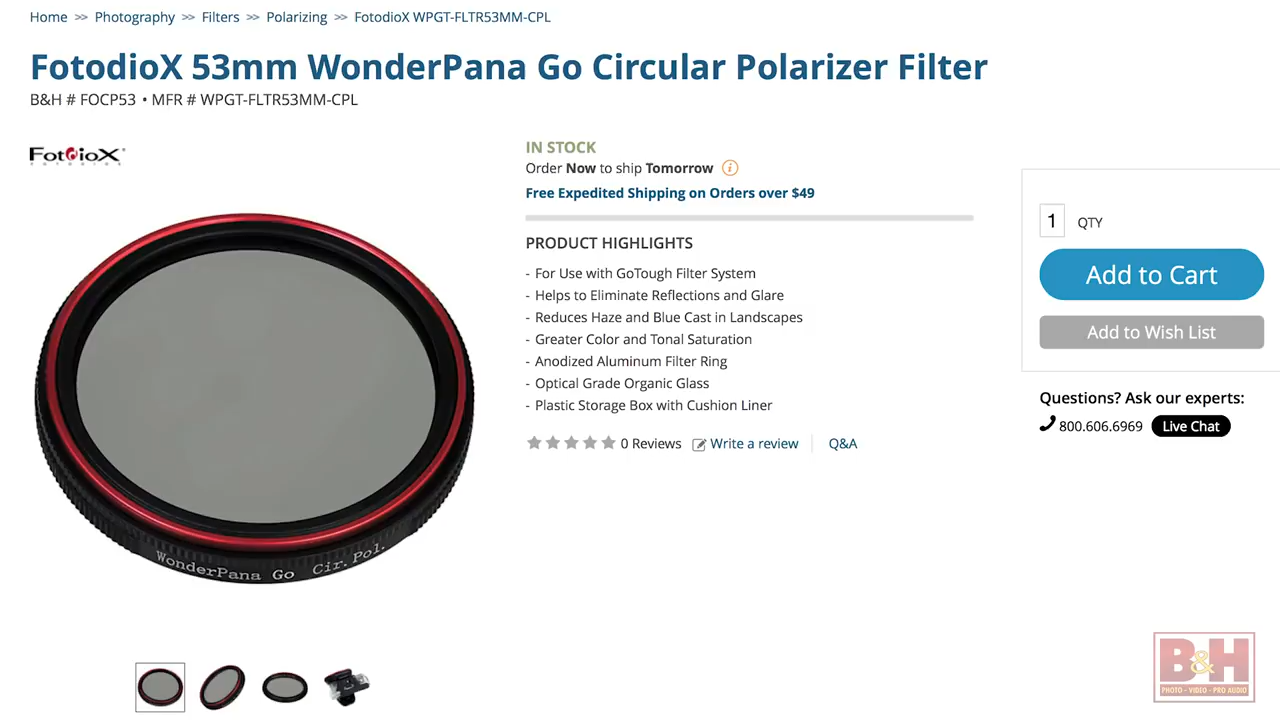 Home >> Photography >> Filters >> Polarizing >> FotodioX WPGT-FLTR53MM-CPL
FotodioX 53mm WonderPana Go Circular Polarizer Filter
B&H # FOCP53 • MFR # WPGT-FLTR53MM-CPL
FotodioX
FOTODIOX
IN STOCK
Order Now to ship Tomorrow
Free Expedited Shipping on Orders over $49
PRODUCT HIGHLIGHTS
- For Use with GoTough Filter System
- Helps to Eliminate Reflections and Glare
- Reduces Haze and Blue Cast in Landscapes
- Greater Color and Tonal Saturation
- Anodized Aluminum Filter Ring
- Optical Grade Organic Glass
- Plastic Storage Box with Cushion Liner
0 Reviews Write a review Q&A
1 QTY
Add to Cart
Add to Wish List
Questions? Ask our experts:
800.606.6969 Live Chat
WonderPana Go Cir. Pol.
B&H
PHOTO - VIDEO - PRO AUDIO